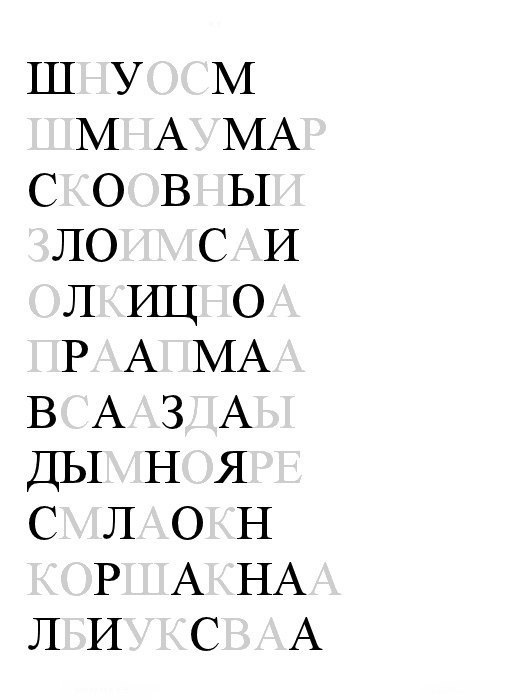 ШНУОСМ
ШМНАУМАР
СКООВНЫИ
ЗЛОИМСАИ
ОЛКИЦНОА
ПРААПМАА
ВСААЗДАЫ
ДЫМНОЯРЕ
СМЛАОКН
КОРШАКНАА
ЛБИУКСВАА